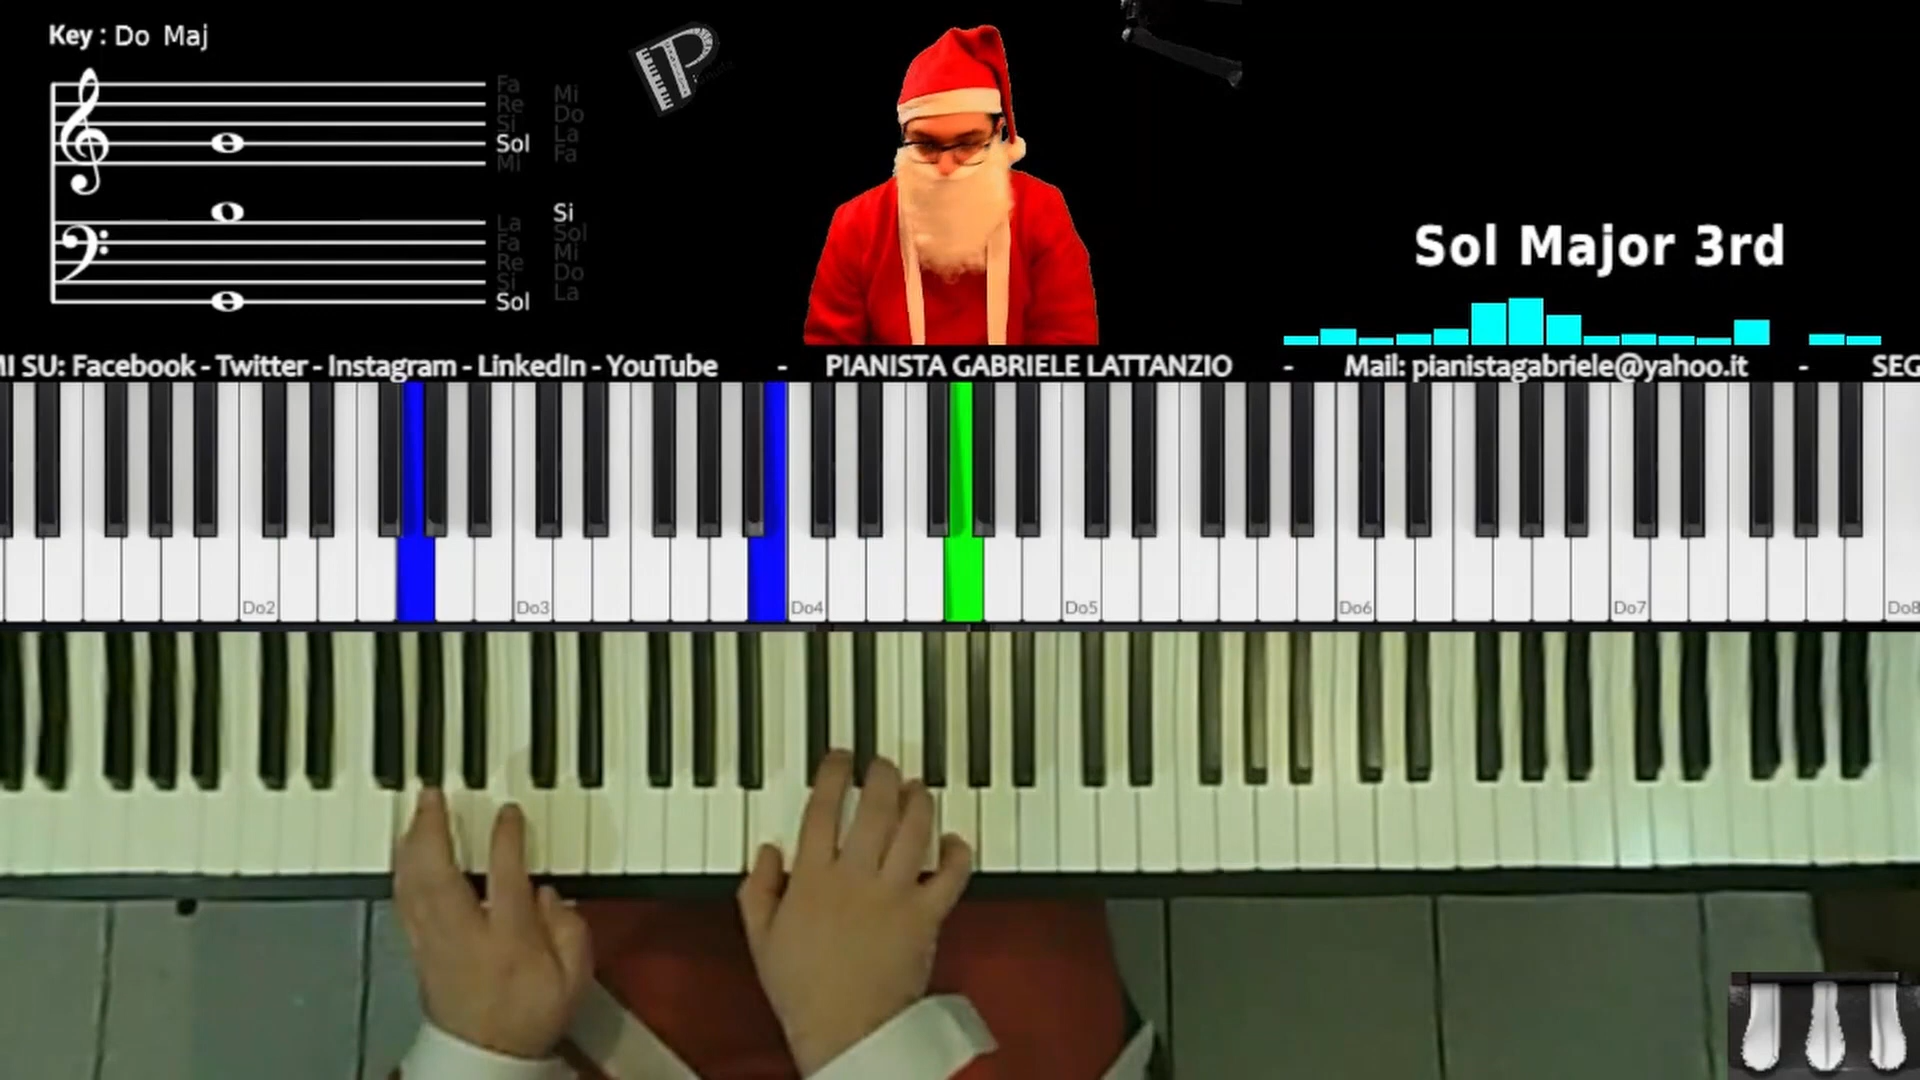 Key : Do Maj
Fa
Mi
Re
Do
Si
La
Sol
Fa
Mi
Si
La
Sol
Fa
Mi
Re
Do
Si
La
Sol
Sol Major 3rd
MI SU: Facebook - Twitter - Instagram - LinkedIn - YouTube - PIANISTA GABRIELE LATTANZIO - Mail: pianistagabriele@yahoo.it - SEG
Do2 Do3 Do4 Do5 Do6 Do7 Do8